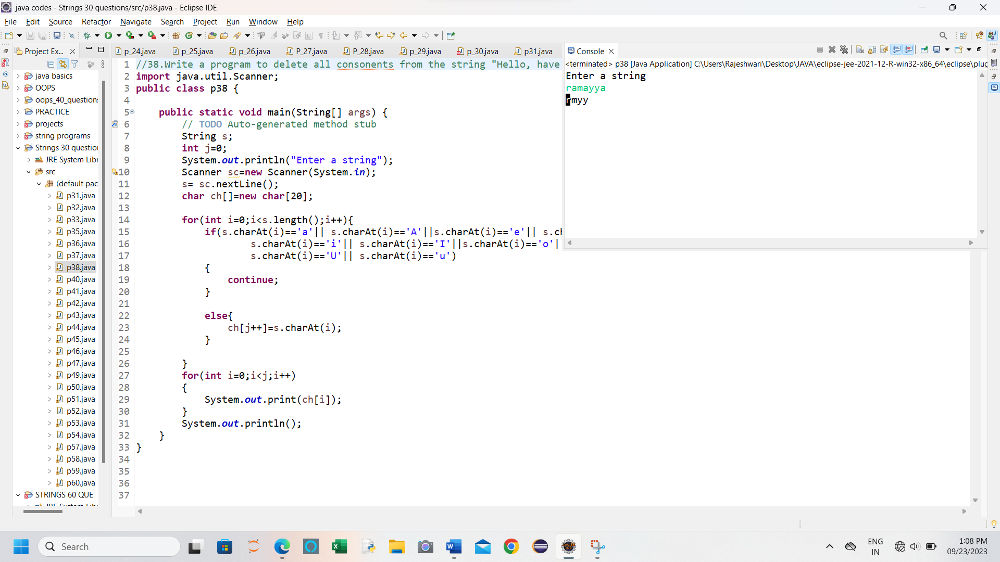 java codes - Strings 30 questions/src/p38.java - Eclipse IDE
File Edit Source Refactor Navigate Search Project Run Window Help
Project Ex...
p_24.java p_25.java p_26.java P_27.java P_28.java p_29.java p_30.java p31.java
Console
<terminated> p38 [Java Application] C:\Users\Rajeshwari\Desktop\JAVA\eclipse-jee-2021-12-R-win32-x86_64\eclipse\plug
Enter a string
ramayya
rmyy
java basics
OOPS
oops_40_questions
PRACTICE
projects
string programs
Strings 30 question
JRE System Libr
src
(default pac
p31.java
p32.java
p33.java
p35.java
p36.java
p37.java
p38.java
p40.java
p41.java
p42.java
p43.java
p44.java
p45.java
p46.java
p47.java
p49.java
p50.java
p51.java
p52.java
p53.java
p54.java
p57.java
p58.java
p59.java
p60.java
STRINGS 60 QUE
1 //38.Write a program to delete all consonents from the string "Hello, have
2 import java.util.Scanner;
3 public class p38 {
4
5 public static void main(String[] args) {
6 // TODO Auto-generated method stub
7 String s;
8 int j=0;
9 System.out.println("Enter a string");
10 Scanner sc=new Scanner(System.in);
11 s= sc.nextLine();
12 char ch[]=new char[20];
13
14 for(int i=0;i<s.length();i++){
15 if(s.charAt(i)=='a'|| s.charAt(i)=='A'||s.charAt(i)=='e'|| s.ch
16 s.charAt(i)=='i'|| s.charAt(i)=='I'||s.charAt(i)=='o'|
17 s.charAt(i)=='U'|| s.charAt(i)=='u')
18 {
19 continue;
20 }
21
22 else{
23 ch[j++]=s.charAt(i);
24 }
25
26 }
27 for(int i=0;i<j;i++)
28 {
29 System.out.print(ch[i]);
30 }
31 System.out.println();
32 }
33 }
34
35
36
37
Search
ENG
IN
1:08 PM
09/23/2023